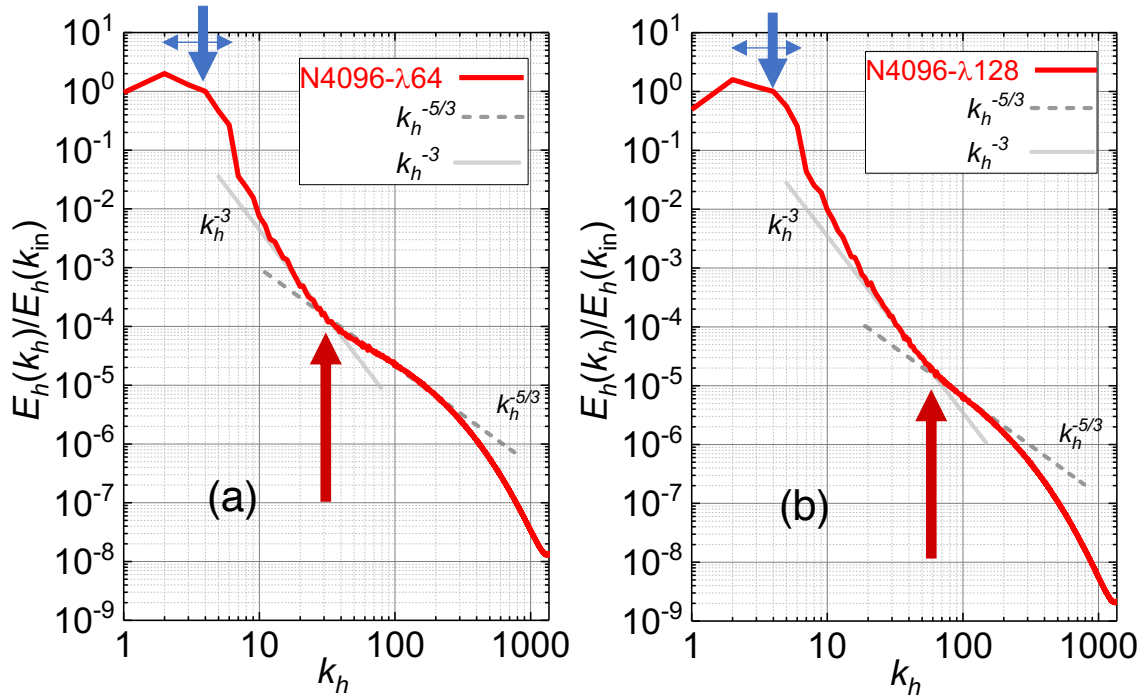 E_h(k_h)/E_h(k_in)
10^1
10^0
10^-1
10^-2
10^-3
10^-4
10^-5
10^-6
10^-7
10^-8
10^-9
N4096-λ64
k_h^-5/3
k_h^-3
k_h^-3
k_h^-5/3
(a)
1
10
100
1000
k_h
E_h(k_h)/E_h(k_in)
10^1
10^0
10^-1
10^-2
10^-3
10^-4
10^-5
10^-6
10^-7
10^-8
10^-9
N4096-λ128
k_h^-5/3
k_h^-3
k_h^-3
k_h^-5/3
(b)
1
10
100
1000
k_h